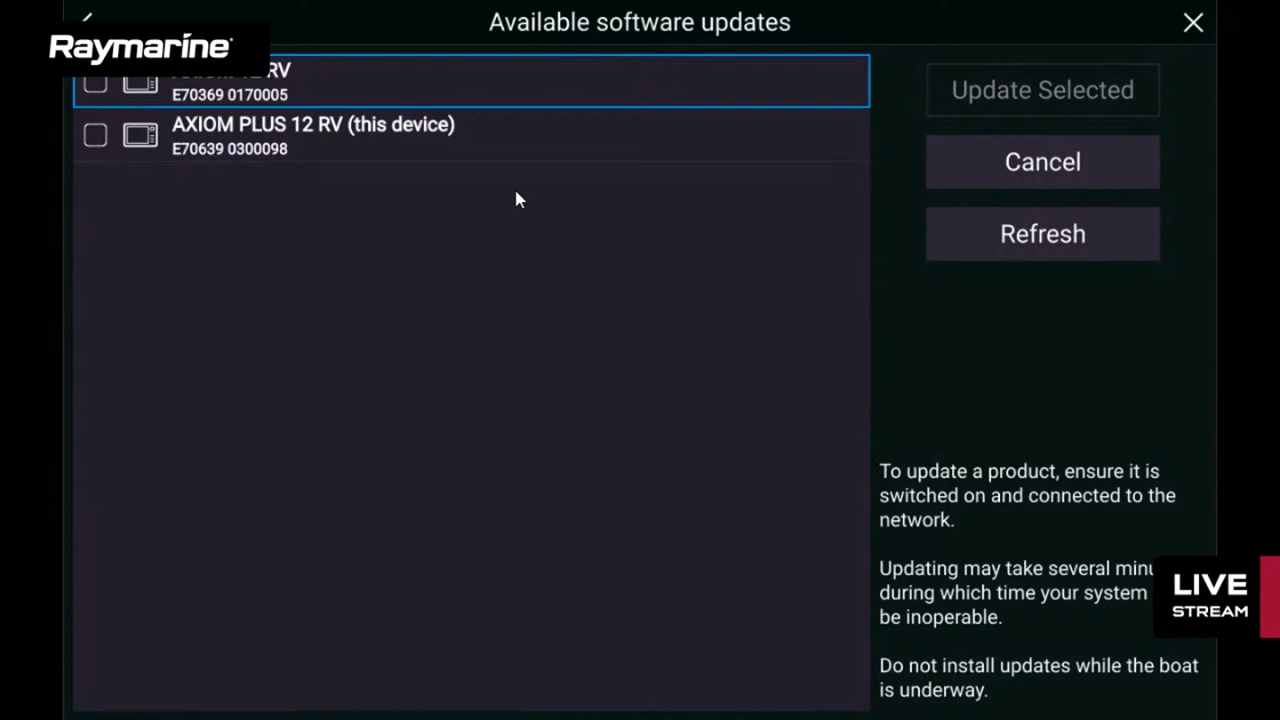 Available software updates
Raymarine
RV
E70369 0170005
AXIOM PLUS 12 RV (this device)
E70639 0300098
Update Selected
Cancel
Refresh
To update a product, ensure it is
switched on and connected to the
network.
Updating may take several
during which time your system
be inoperable.
Do not install updates while the boat
is underway.
LIVE
STREAM